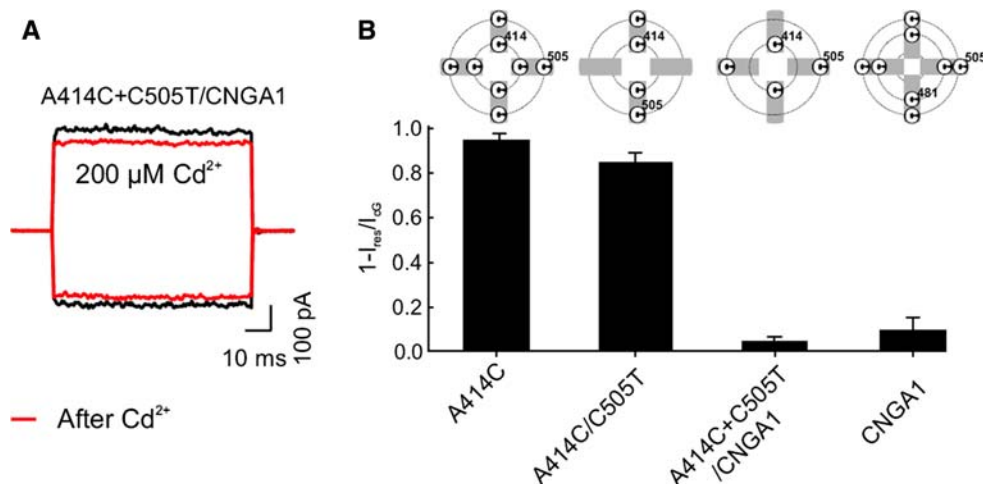 A
A414C+C505T/CNGA1
200 μM Cd²⁺
100 pA
10 ms
After Cd²⁺
B
C C 414 C C C C 505 C C
C 414 C C 505
C 414 C 505
C C C C C C 505 C 481 C
1-Ires/IcG
1.0
0.8
0.6
0.4
0.2
0.0
A414C
A414C/C505T
A414C+C505T
/CNGA1
CNGA1